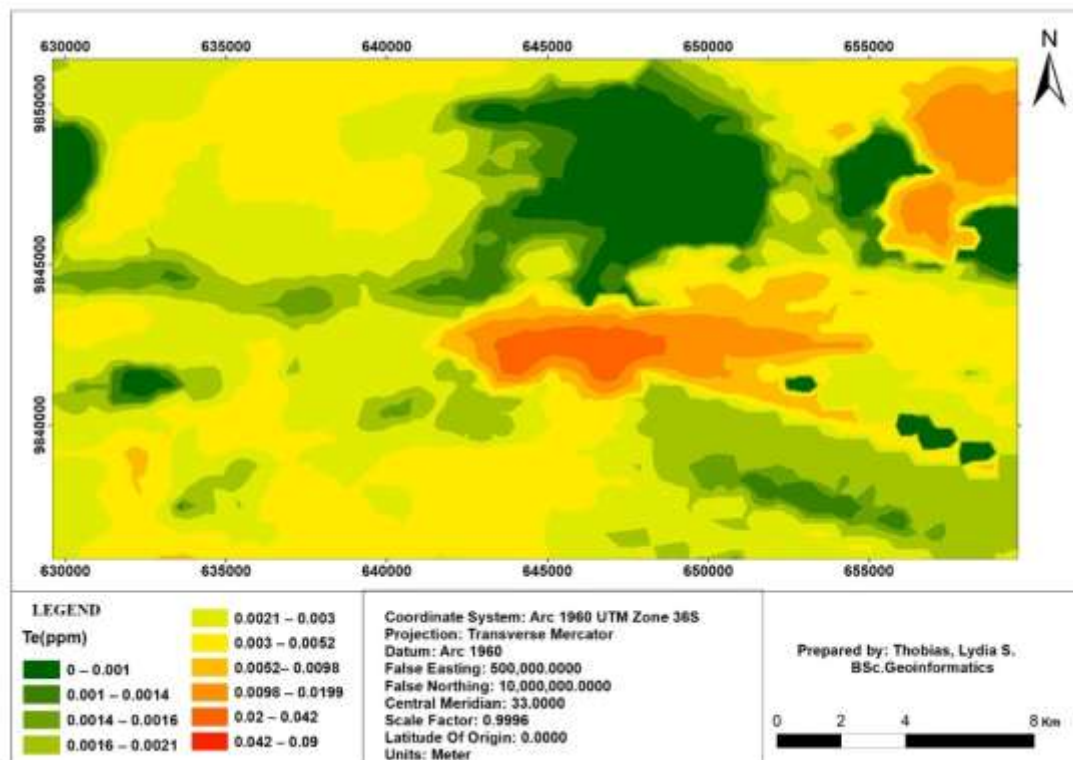 630000 635000 640000 645000 650000 655000
N
9850000
9845000
9840000
630000 635000 640000 645000 650000 655000
LEGEND
Te(ppm)
0 – 0.001
0.001 – 0.0014
0.0014 – 0.0016
0.0016 – 0.0021
0.0021 – 0.003
0.003 – 0.0052
0.0052– 0.0098
0.0098 – 0.0199
0.02 – 0.042
0.042 – 0.09
Coordinate System: Arc 1960 UTM Zone 36S
Projection: Transverse Mercator
Datum: Arc 1960
False Easting: 500,000.0000
False Northing: 10,000,000.0000
Central Meridian: 33.0000
Scale Factor: 0.9996
Latitude Of Origin: 0.0000
Units: Meter
Prepared by: Thobias, Lydia S.
BSc.Geoinformatics
0 2 4 8 Km